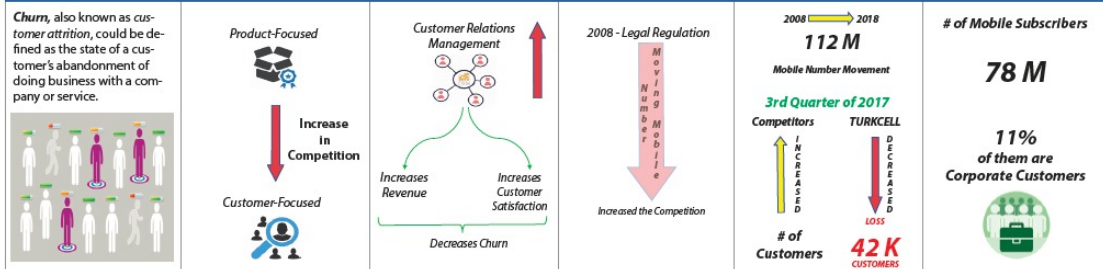 Churn, also known as cus-
tomer attrition, could be de-
fined as the state of a cus-
tomer's abandonment of
doing business with a com-
pany or service.
Product-Focused
Increase
in
Competition
Customer-Focused
Customer Relations
Management
Increases
Revenue
Increases
Customer
Satisfaction
Decreases Churn
2008 - Legal Regulation
Moving Mobile
Number
Increased the Competition
2008 2018
112 M
Mobile Number Movement
3rd Quarter of 2017
Competitors TURKCELL
INCREASED
DECREASED
LOSS
# of
Customers
42 K
CUSTOMERS
# of Mobile Subscribers
78 M
11%
of them are
Corporate Customers